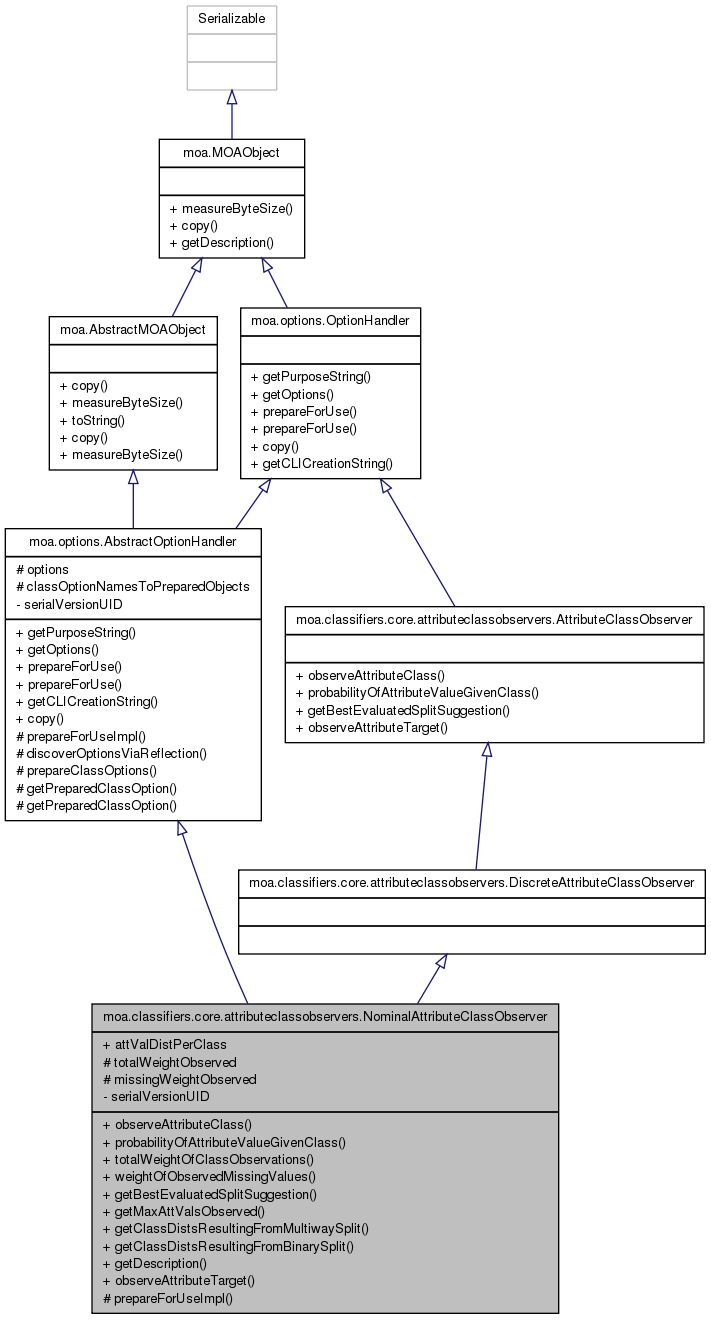 Serializable
moa.MOAObject
+ measureByteSize()
+ copy()
+ getDescription()
moa.AbstractMOAObject
+ copy()
+ measureByteSize()
+ toString()
+ copy()
+ measureByteSize()
moa.options.OptionHandler
+ getPurposeString()
+ getOptions()
+ prepareForUse()
+ prepareForUse()
+ copy()
+ getCLICreationString()
moa.options.AbstractOptionHandler
# options
# classOptionNamesToPreparedObjects
- serialVersionUID
+ getPurposeString()
+ getOptions()
+ prepareForUse()
+ prepareForUse()
+ getCLICreationString()
+ copy()
# prepareForUseImpl()
# discoverOptionsViaReflection()
# prepareClassOptions()
# getPreparedClassOption()
# getPreparedClassOption()
moa.classifiers.core.attributeclassobservers.AttributeClassObserver
+ observeAttributeClass()
+ probabilityOfAttributeValueGivenClass()
+ getBestEvaluatedSplitSuggestion()
+ observeAttributeTarget()
moa.classifiers.core.attributeclassobservers.DiscreteAttributeClassObserver
moa.classifiers.core.attributeclassobservers.NominalAttributeClassObserver
+ attValDistPerClass
# totalWeightObserved
# missingWeightObserved
- serialVersionUID
+ observeAttributeClass()
+ probabilityOfAttributeValueGivenClass()
+ totalWeightOfClassObservations()
+ weightOfObservedMissingValues()
+ getBestEvaluatedSplitSuggestion()
+ getMaxAttValsObserved()
+ getClassDistsResultingFromMultiwaySplit()
+ getClassDistsResultingFromBinarySplit()
+ getDescription()
+ observeAttributeTarget()
# prepareForUseImpl()